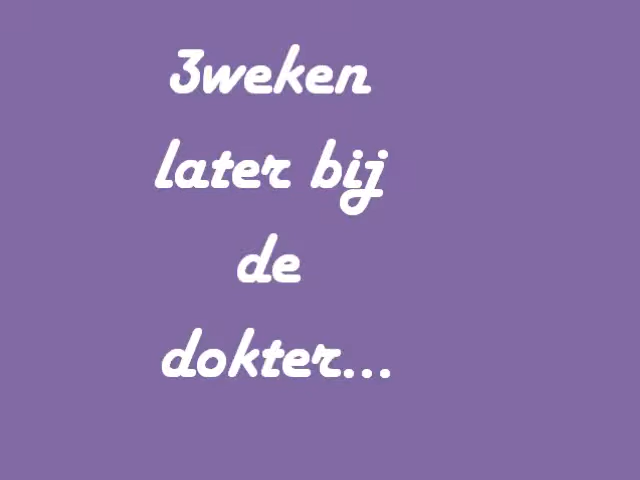 3weken
later bij
de
dokter...